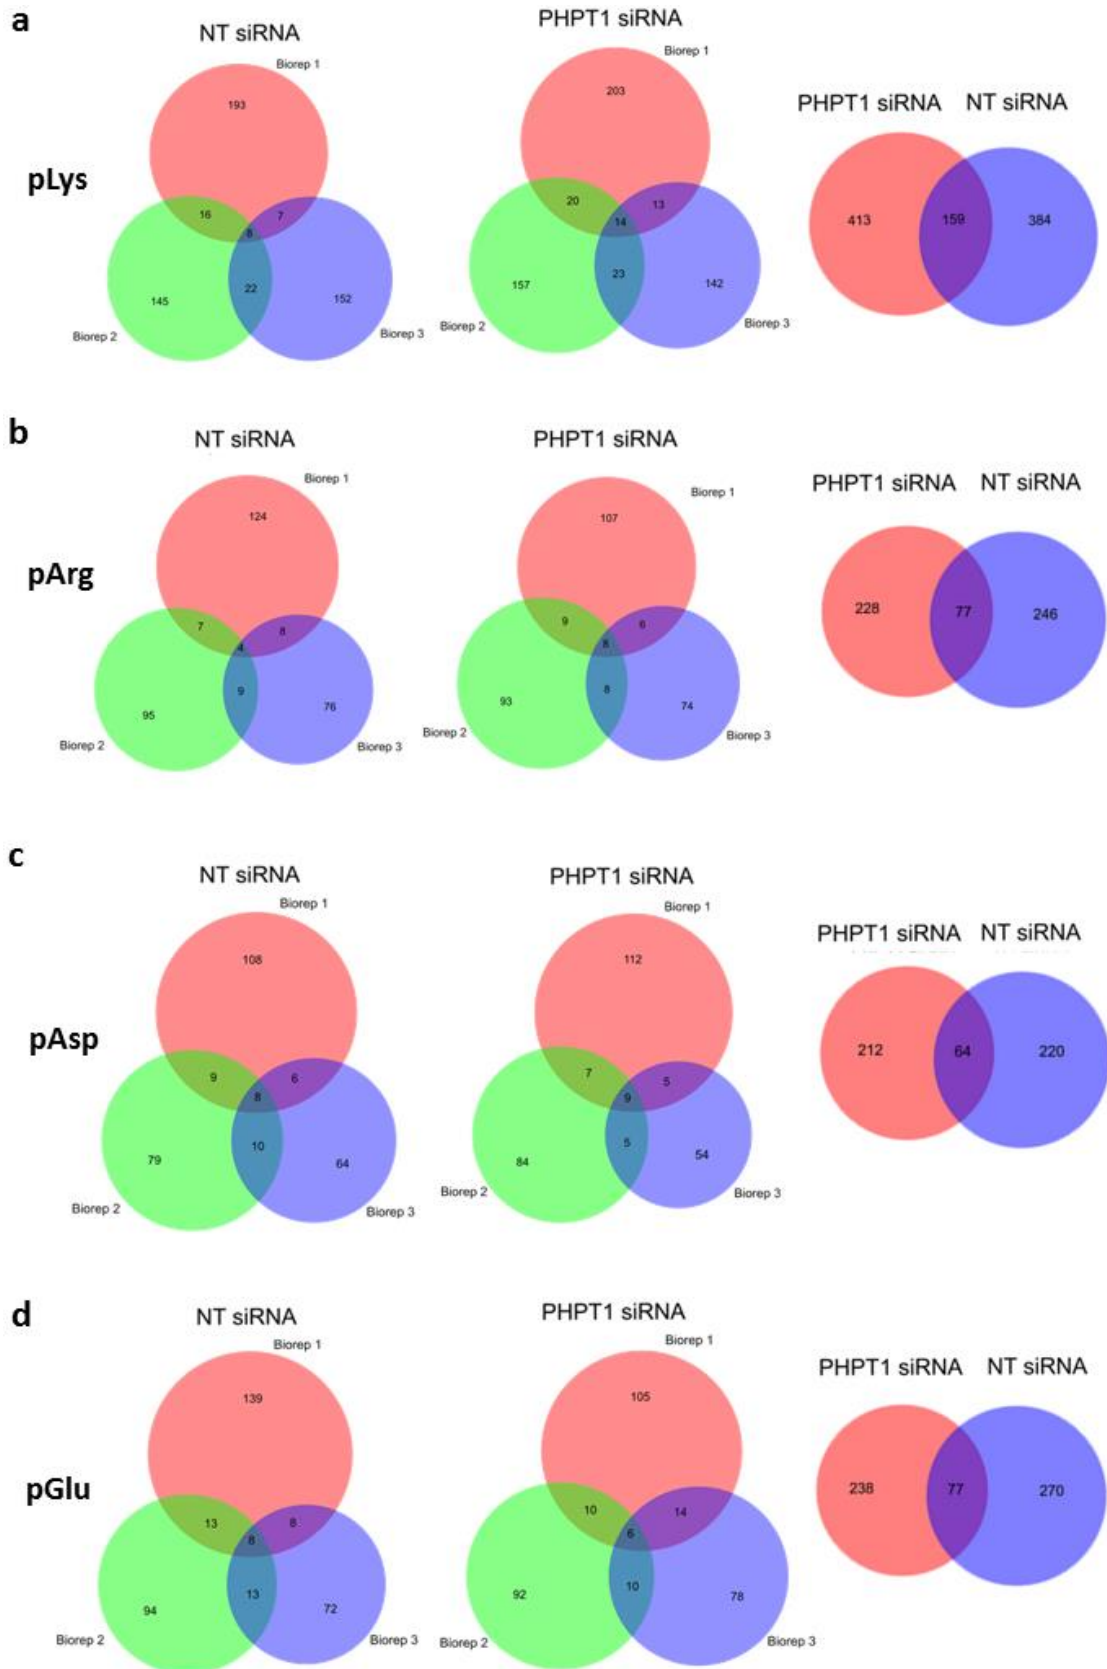 a
NT siRNA
Biorep 1
193
16
7
8
22
145
152
Biorep 2
Biorep 3
PHPT1 siRNA
Biorep 1
203
20
13
14
23
157
142
Biorep 2
Biorep 3
PHPT1 siRNA
NT siRNA
413
159
384
pLys
b
NT siRNA
Biorep 1
124
7
8
4
9
95
76
Biorep 2
Biorep 3
PHPT1 siRNA
Biorep 1
107
9
6
8
8
93
74
Biorep 2
Biorep 3
PHPT1 siRNA
NT siRNA
228
77
246
pArg
c
NT siRNA
Biorep 1
108
9
6
8
10
79
64
Biorep 2
Biorep 3
PHPT1 siRNA
Biorep 1
112
7
5
9
5
84
54
Biorep 2
Biorep 3
PHPT1 siRNA
NT siRNA
212
64
220
pAsp
d
NT siRNA
Biorep 1
139
13
8
8
13
94
72
Biorep 2
Biorep 3
PHPT1 siRNA
Biorep 1
105
10
14
6
10
92
78
Biorep 2
Biorep 3
PHPT1 siRNA
NT siRNA
238
77
270
pGlu